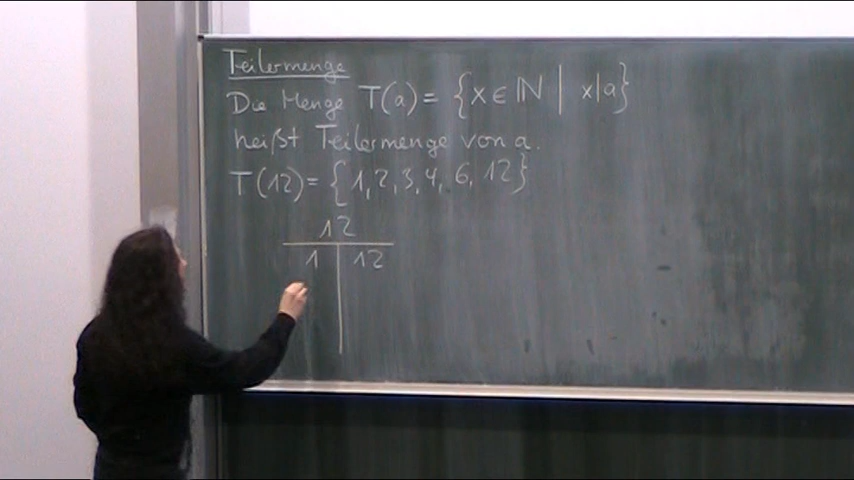 Teilermenge
Die Menge T(a) = {x ∈ ℕ | x|a}
heißt Teilermenge von a.
T(12) = {1, 2, 3, 4, 6, 12}
12
1 | 12